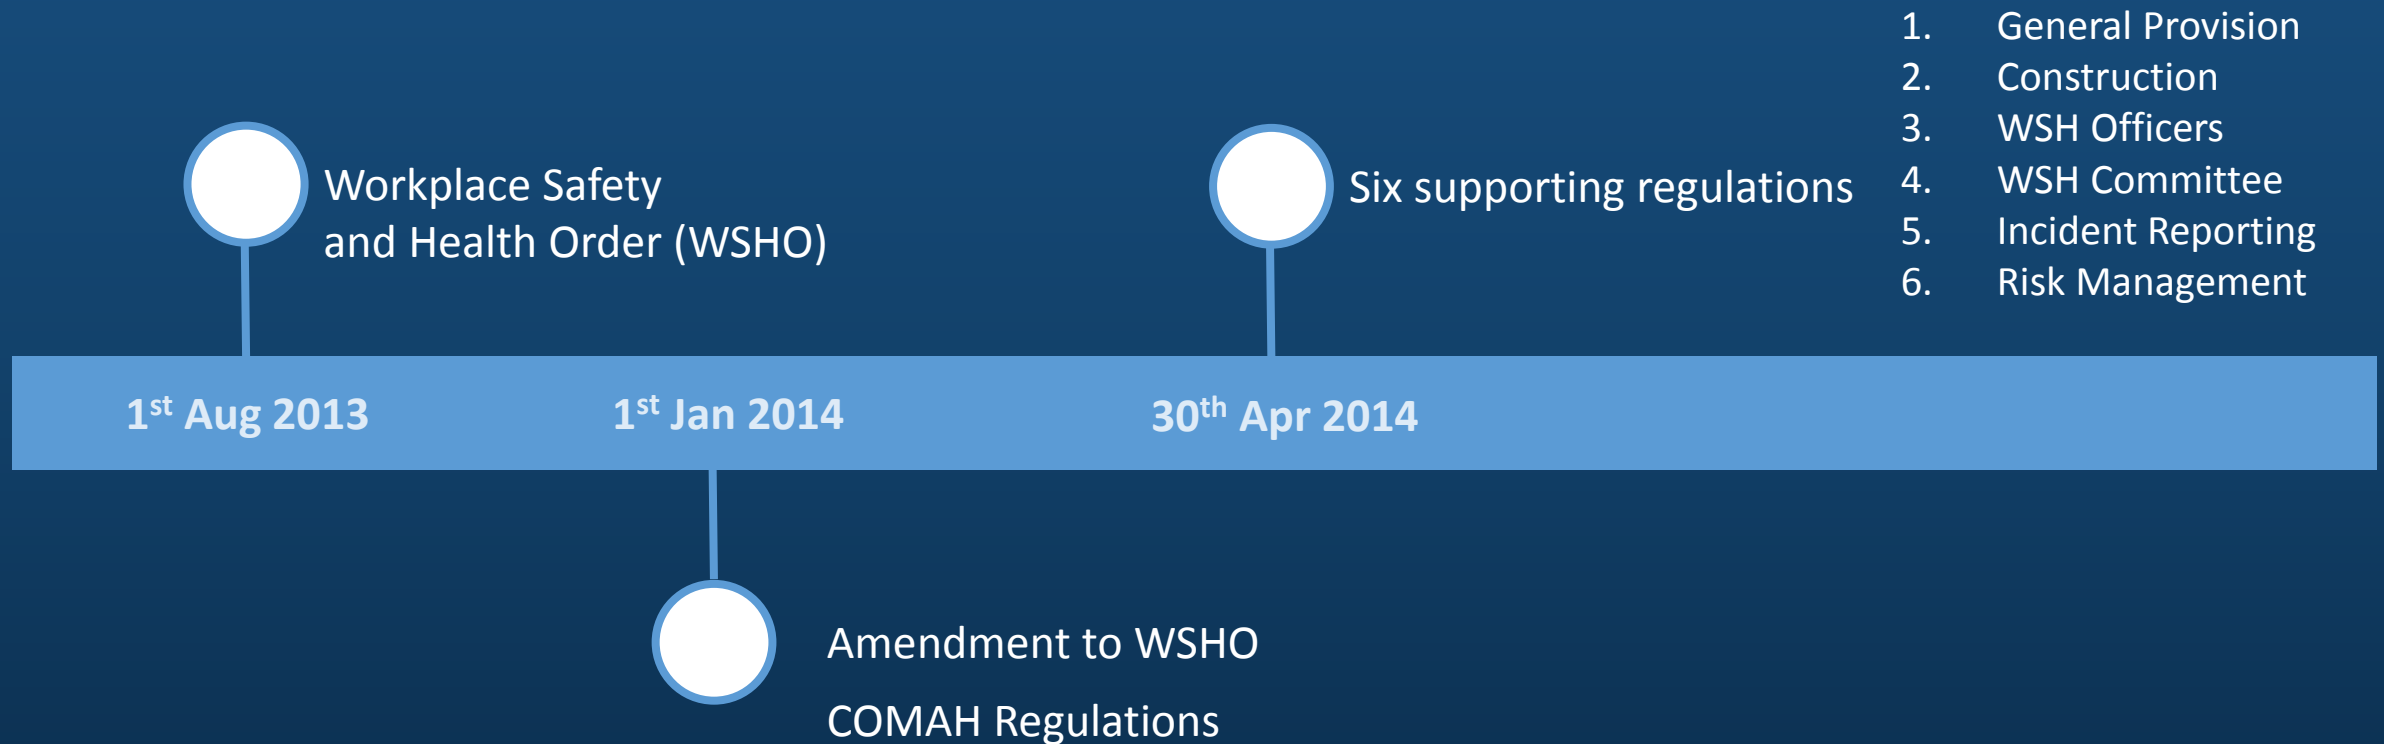 Workplace Safety
and Health Order (WSHO)
Six supporting regulations
1. General Provision
2. Construction
3. WSH Officers
4. WSH Committee
5. Incident Reporting
6. Risk Management
1st Aug 2013
1st Jan 2014
30th Apr 2014
Amendment to WSHO
COMAH Regulations